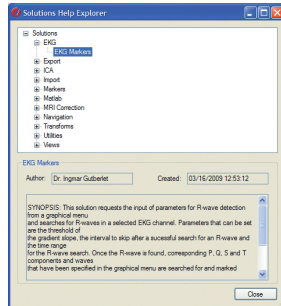 Solutions Help Explorer
Solutions
EKG
EKG Markers
Export
ICA
Import
Markers
Matlab
MRI Correction
Navigation
Transforms
Utilities
Views
EKG Markers
Author: Dr. Ingmar Gutberlet Created: 03/16/2009 12:53:12
SYNOPSIS: This solution requests the input of parameters for R-wave detection
from a graphical menu
and searches for R-waves in a selected EKG channel. Parameters that can be set
are the threshold of
the gradient slope, the interval to skip after a sucessful search for an R-wave and
the time range
for the R-wave search. Once the R-wave is found, corresponding P, Q, S and T
components and waves
that have been specified in the graphical menu are searched for and marked
Close